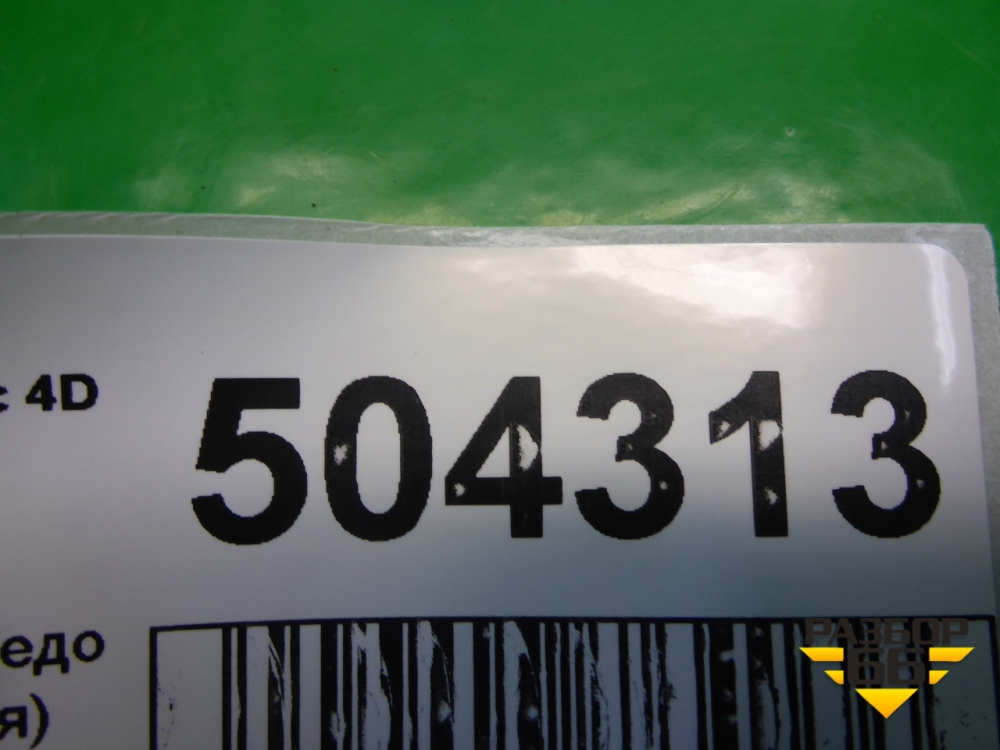 с 4D
504313
едо
я)
РАЗБОР
66